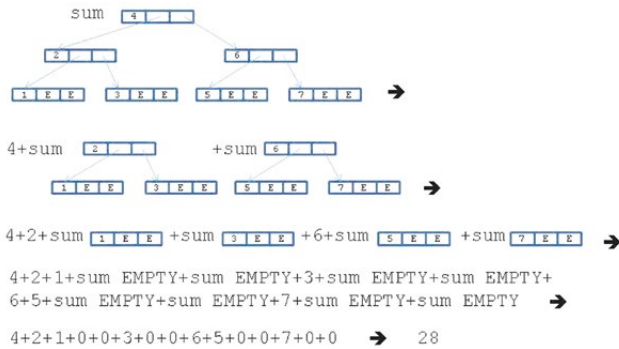 sum 4
2 6
1 E E 3 E E 5 E E 7 E E ➔
4+sum 2 +sum 6
1 E E 3 E E 5 E E 7 E E ➔
4+2+sum 1 E E +sum 3 E E +6+sum 5 E E +sum 7 E E ➔
4+2+1+sum EMPTY+sum EMPTY+3+sum EMPTY+sum EMPTY+
6+5+sum EMPTY+sum EMPTY+7+sum EMPTY+sum EMPTY ➔
4+2+1+0+0+3+0+0+6+5+0+0+7+0+0 ➔ 28